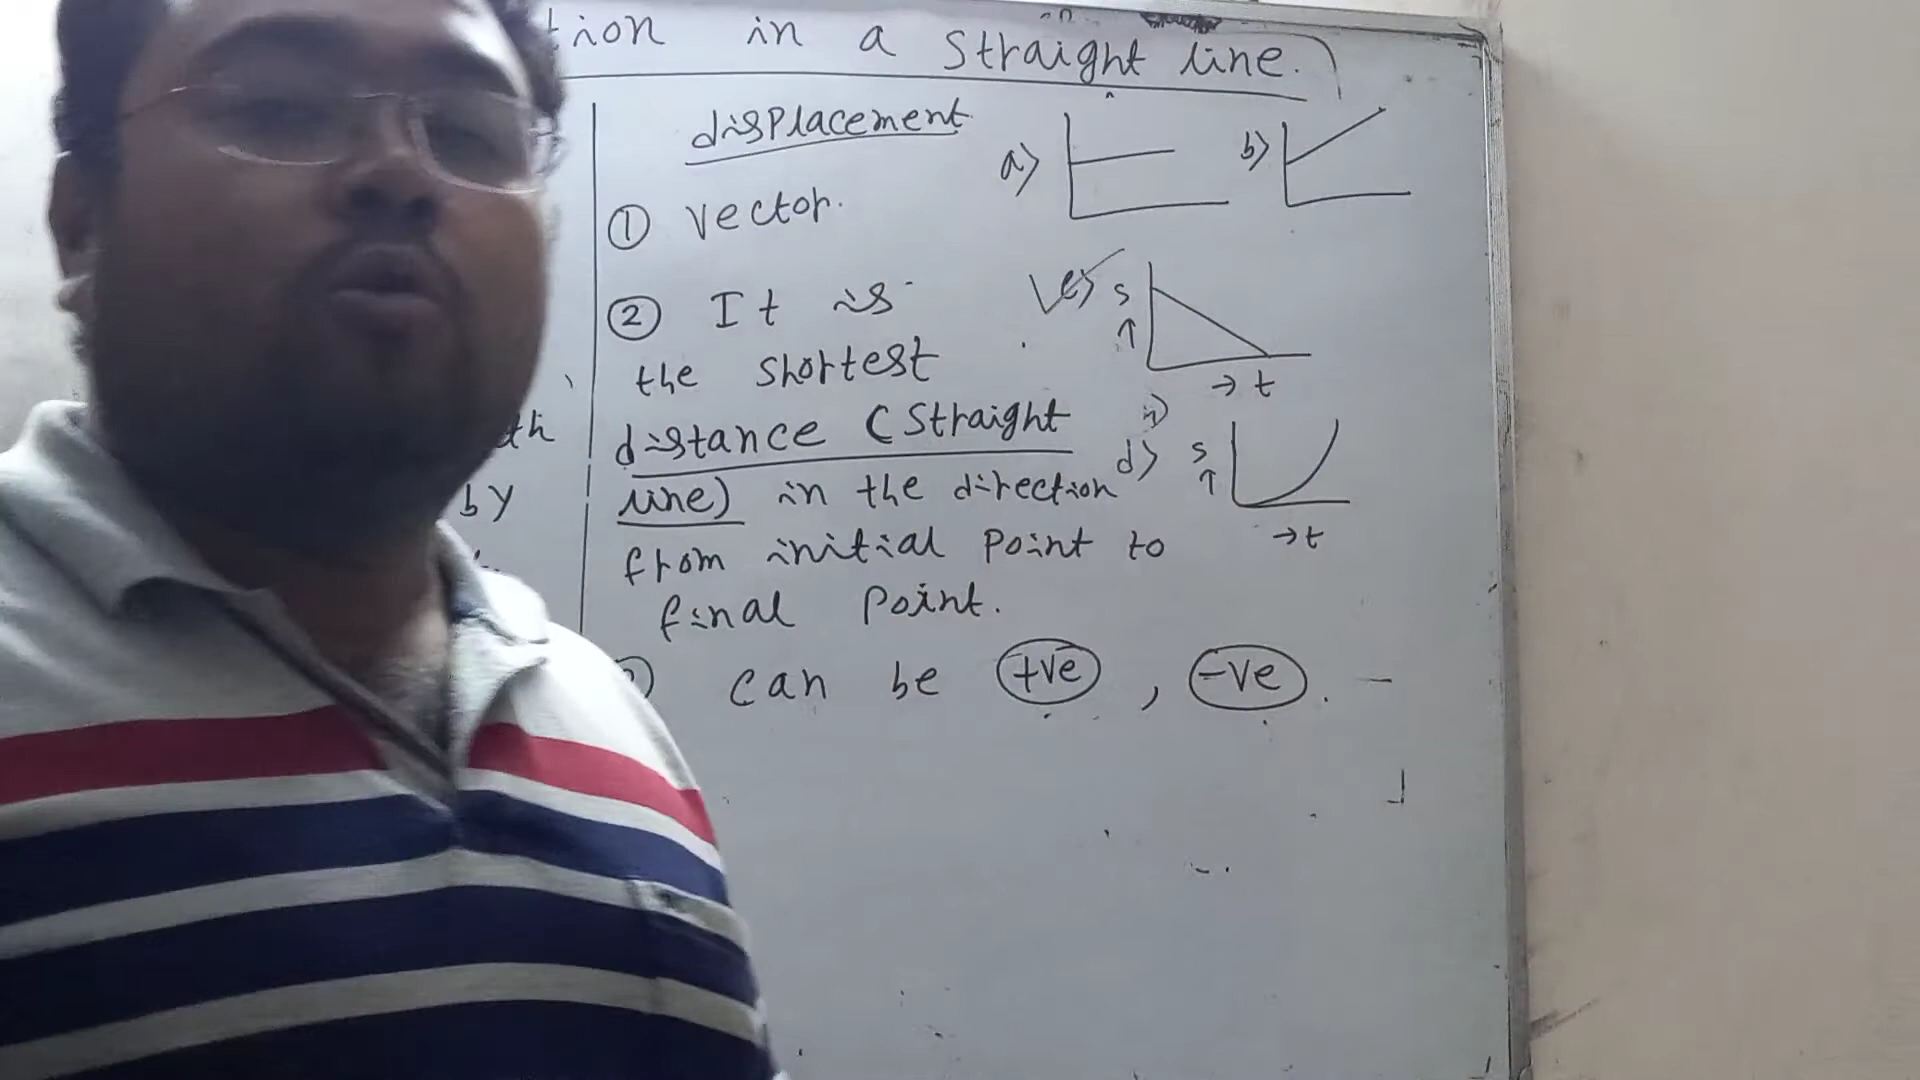 tion in a straight line.
displacement
① vector.
② It is
the shortest
distance (straight
line) in the direction
from initial point to
final point.
can be +ve , -ve .
th
by
a)
b)
s
↑
→ t
d) s
↑
→ t